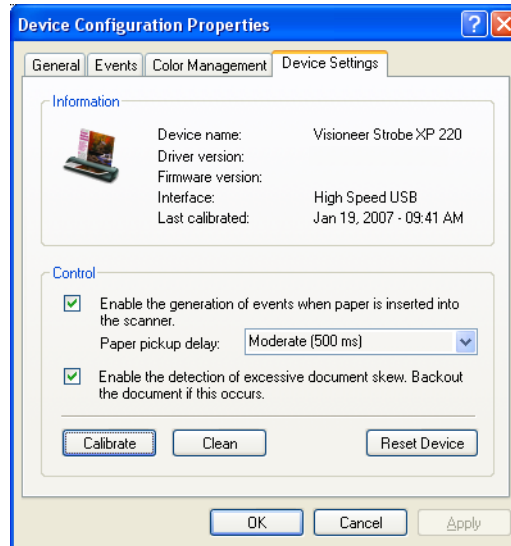 Device Configuration Properties
General Events Color Management Device Settings
Information
Device name: Visioneer Strobe XP 220
Driver version:
Firmware version:
Interface: High Speed USB
Last calibrated: Jan 19, 2007 - 09:41 AM
Control
Enable the generation of events when paper is inserted into
the scanner.
Paper pickup delay: Moderate (500 ms)
Enable the detection of excessive document skew. Backout
the document if this occurs.
Calibrate Clean Reset Device
OK Cancel Apply